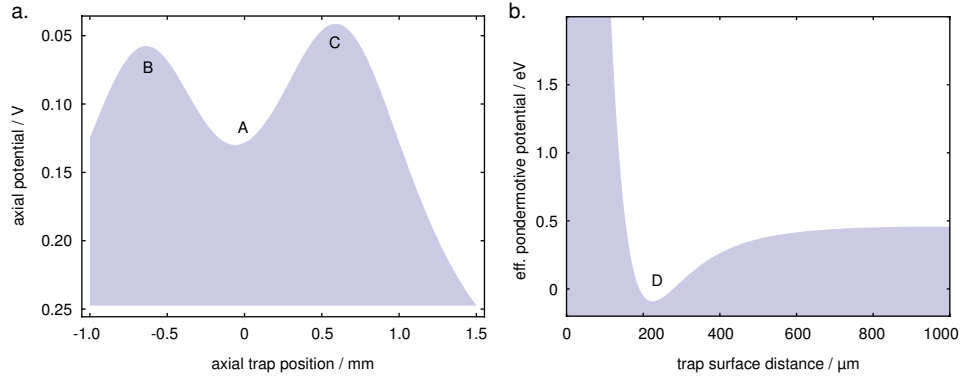 a.
0.05
0.10
0.15
0.20
0.25
axial potential / V
B
C
A
-1.0
-0.5
0
0.5
1.0
1.5
axial trap position / mm
b.
1.5
1.0
0.5
0
eff. pondermotive potential / eV
D
0
200
400
600
800
1000
trap surface distance / µm